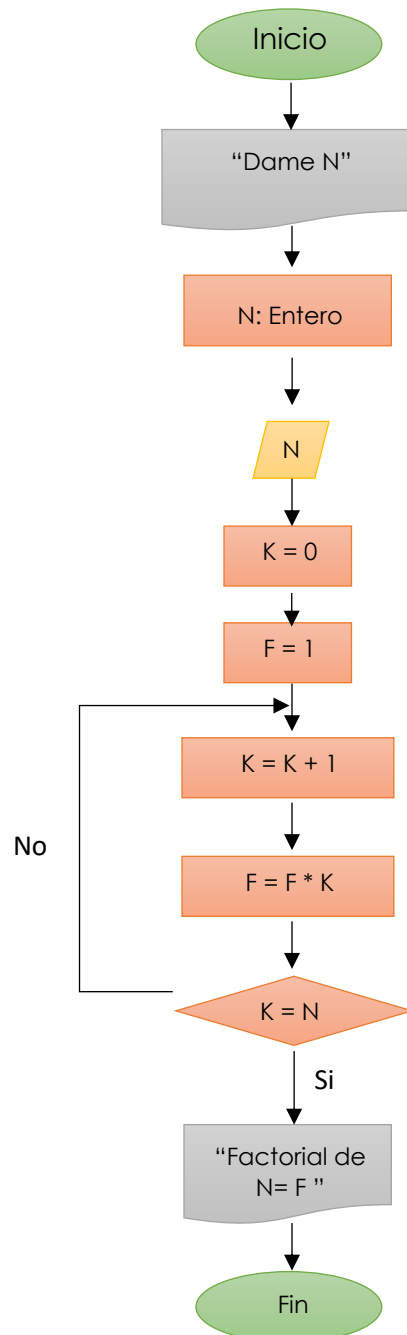 Inicio
“Dame N”
N: Entero
N
K = 0
F = 1
K = K + 1
No
F = F * K
K = N
Si
“Factorial de
N= F ”
Fin